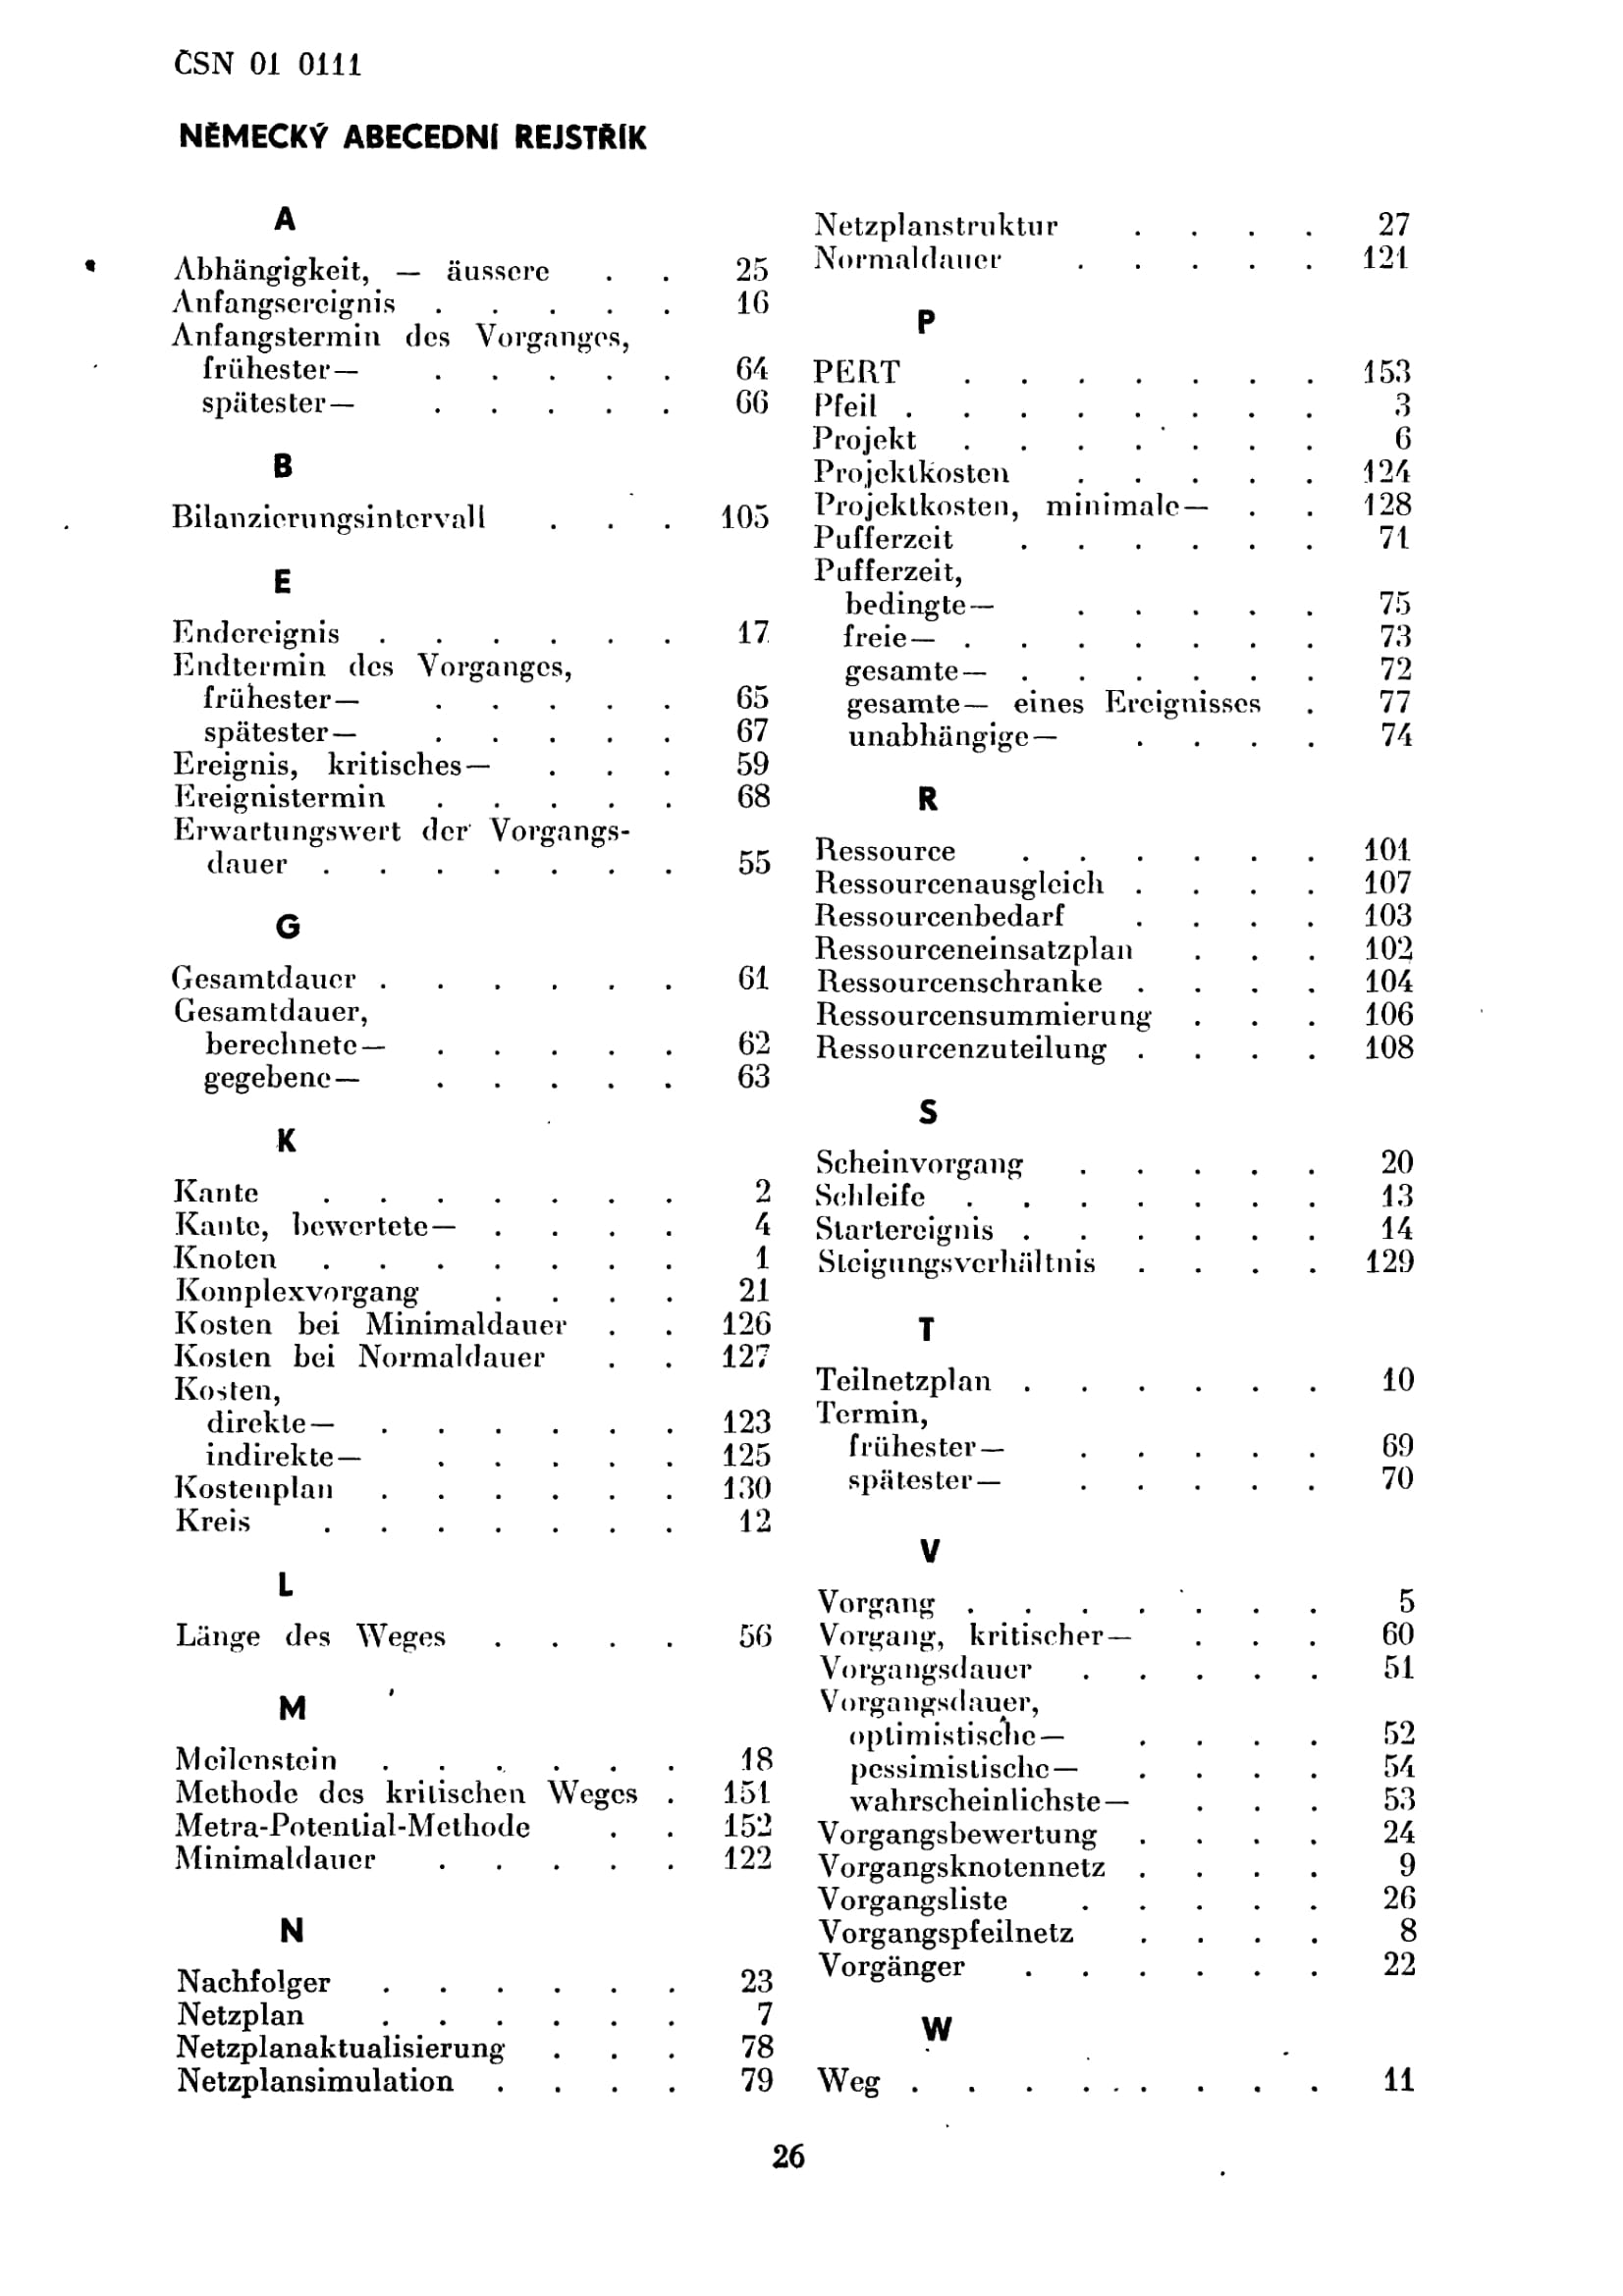 ČSN 01 0111
NĚMECKÝ ABECEDNÍ REJSTŘÍK
A
Abhängigkeit, — äussere . . 25
Anfangsereignis . . . . . 16
Anfangstermin des Vorganges,
frühester— . . . . . 64
spätester— . . . . . 66
B
Bilanzierungsintervall . . . 105
E
Endereignis . . . . . . 17
Endtermin des Vorganges,
frühester— . . . . . 65
spätester— . . . . . 67
Ereignis, kritisches— . . . 59
Ereignistermin . . . . . 68
Erwartungswert der Vorgangs-
dauer . . . . . . . 55
G
Gesamtdauer . . . . . . 61
Gesamtdauer,
berechnete— . . . . . 62
gegebene— . . . . . 63
K
Kante . . . . . . . 2
Kante, bewertete— . . . . 4
Knoten . . . . . . . 1
Komplexvorgang . . . . 21
Kosten bei Minimaldauer . . 126
Kosten bei Normaldauer . . 127
Kosten,
direkte— . . . . . . 123
indirekte— . . . . . 125
Kostenplan . . . . . . 130
Kreis . . . . . . . 12
L
Länge des Weges . . . . 56
M
Meilenstein . . . . . . 18
Methode des kritischen Weges . 151
Metra-Potential-Methode . . 152
Minimaldauer . . . . . 122
N
Nachfolger . . . . . . 23
Netzplan . . . . . . 7
Netzplanaktualisierung . . . 78
Netzplansimulation . . . . 79
Netzplanstruktur . . . . 27
Normaldauer . . . . . 121
P
PERT . . . . . . . 153
Pfeil . . . . . . . . 3
Projekt . . . . . . . 6
Projektkosten . . . . . 124
Projektkosten, minimale— . . 128
Pufferzeit . . . . . . 71
Pufferzeit,
bedingte— . . . . . 75
freie— . . . . . . . 73
gesamte— . . . . . . 72
gesamte— eines Ereignisses . 77
unabhängige— . . . . 74
R
Ressource . . . . . . 101
Ressourcenausgleich . . . . 107
Ressourcenbedarf . . . . 103
Ressourceneinsatzplan . . . 102
Ressourcenschranke . . . . 104
Ressourcensummierung . . . 106
Ressourcenzuteilung . . . . 108
S
Scheinvorgang . . . . . 20
Schleife . . . . . . . 13
Startereignis . . . . . . 14
Steigungsverhältnis . . . . 129
T
Teilnetzplan . . . . . . 10
Termin,
frühester— . . . . . 69
spätester— . . . . . 70
V
Vorgang . . . . . . . 5
Vorgang, kritischer— . . . 60
Vorgangsdauer . . . . . 51
Vorgangsdauer,
optimistische— . . . . 52
pessimistische— . . . . 54
wahrscheinlichste— . . . 53
Vorgangsbewertung . . . . 24
Vorgangsknotennetz . . . . 9
Vorgangsliste . . . . . 26
Vorgangspfeilnetz . . . . 8
Vorgänger . . . . . . 22
W
Weg . . . . . . . . 11
26